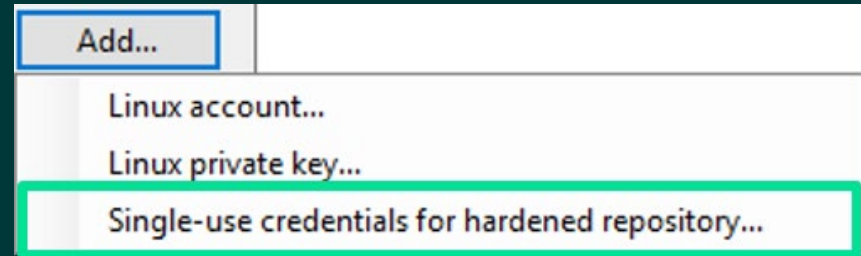 Add...
Linux account...
Linux private key...
Single-use credentials for hardened repository...